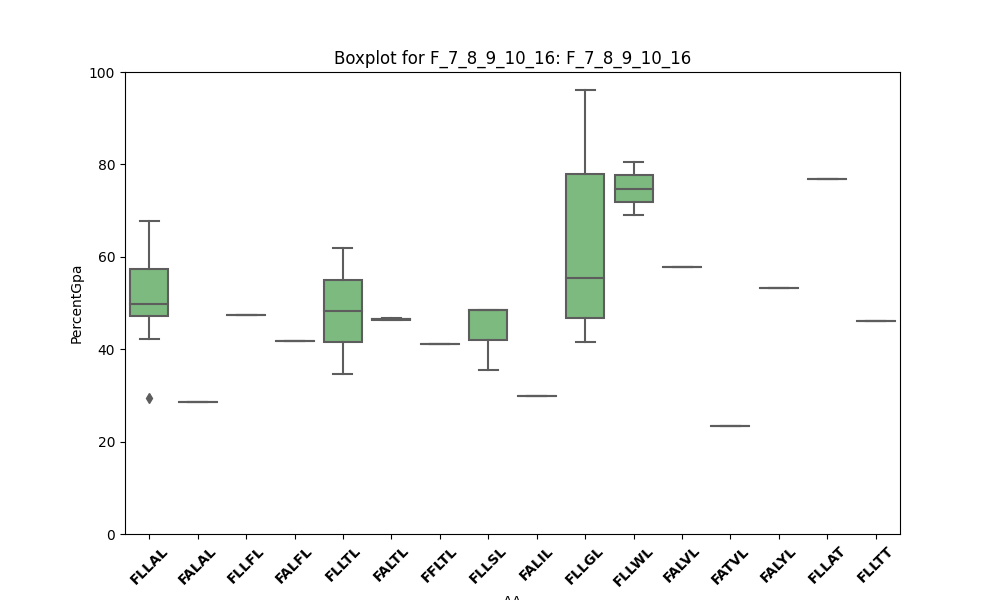 Boxplot for F_7_8_9_10_16: F_7_8_9_10_16
100
80
60
40
20
0
PercentGpa
FLLAL FALAL FLLFL FALFL FLLTL FALTL FFLTL FLLSL FALIL FLLGL FLLWL FALVL FATVL FALYL FLLAT FLLTT